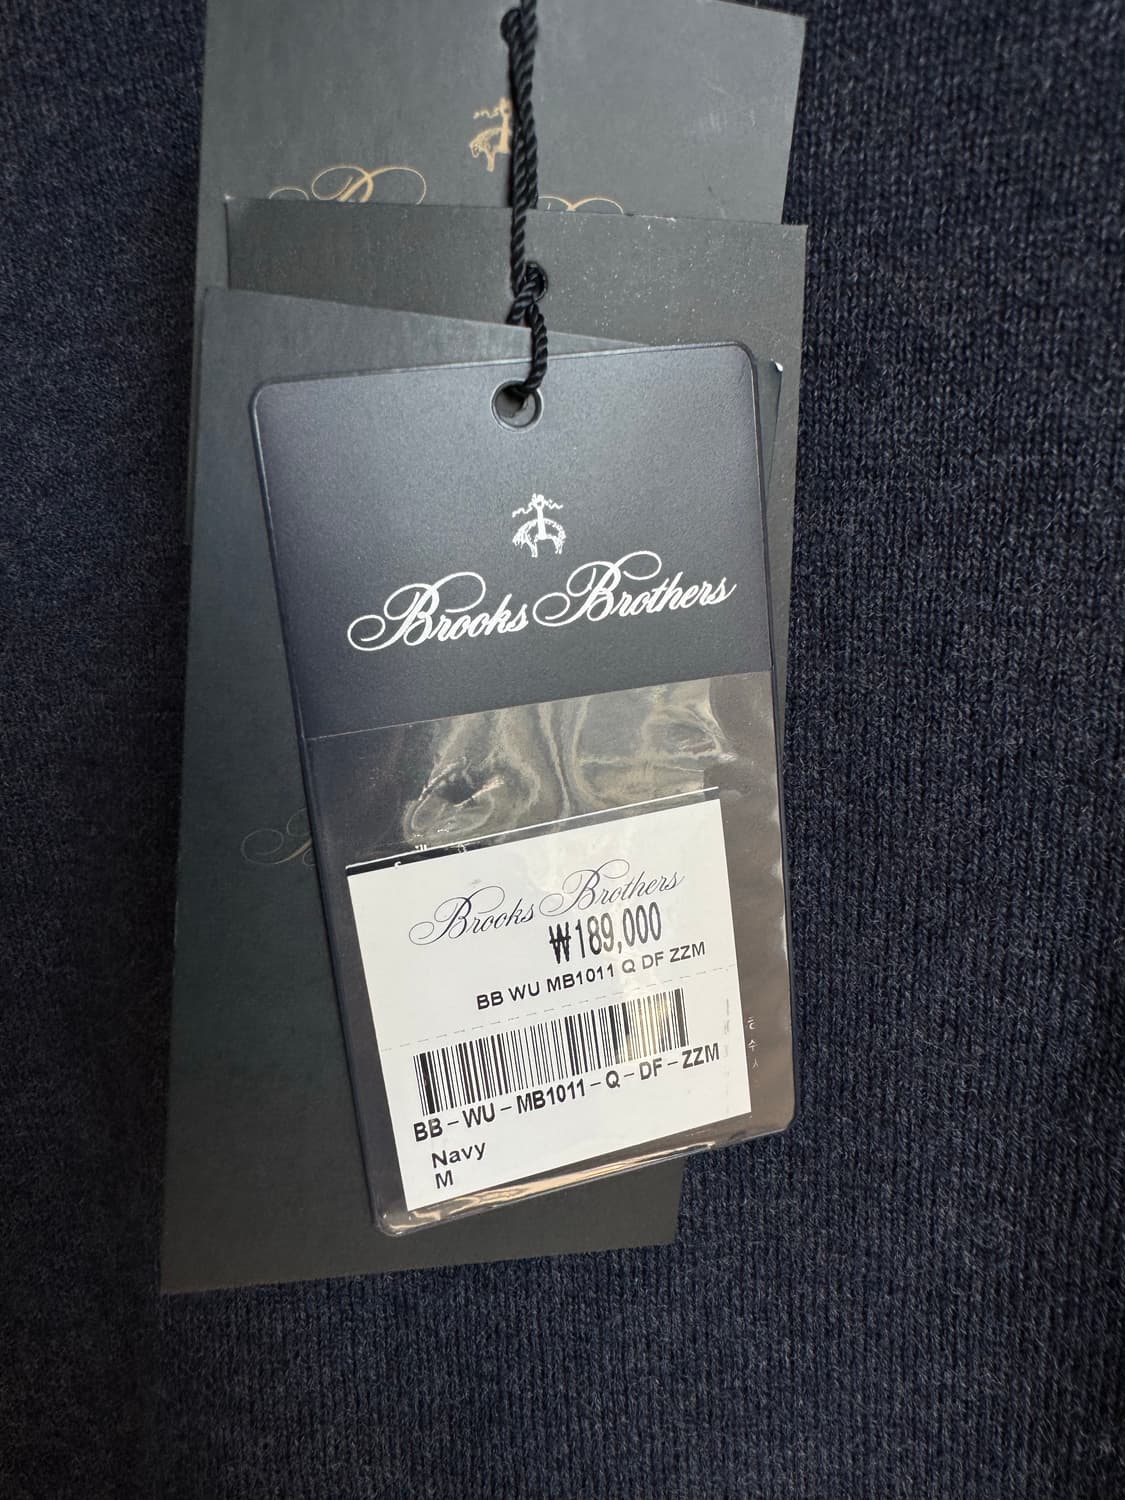 Brooks Brothers
Brooks Brothers
₩189,000
BB WU MB1011 Q DF ZZM
BB-WU-MB1011-Q-DF-ZZM
Navy
M